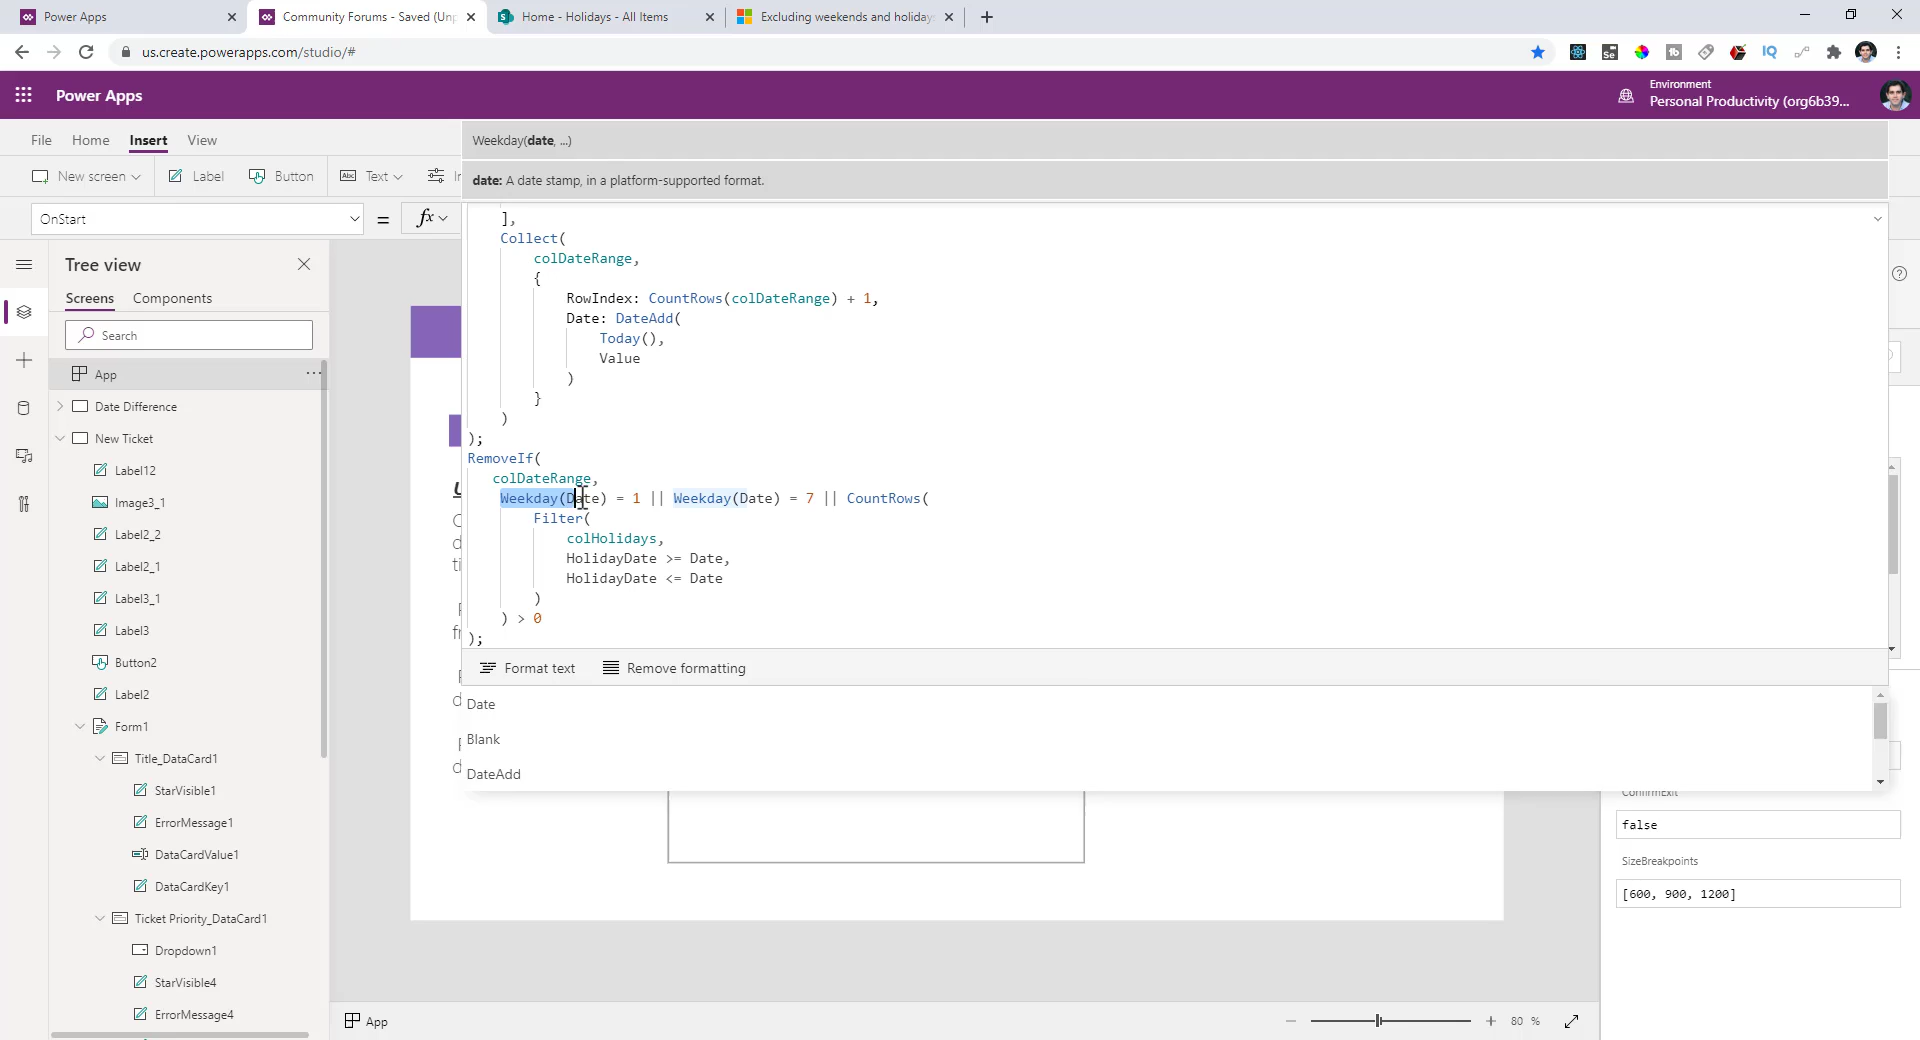 Power Apps
Community Forums - Saved (Unp
Home - Holidays - All Items
Excluding weekends and holiday
us.create.powerapps.com/studio/#
Power Apps
Environment
Personal Productivity (org6b39...
File
Home
Insert
View
Weekday(date, ...)
New screen
Label
Button
Text
date: A date stamp, in a platform-supported format.
OnStart
=
fx
],
Collect(
colDateRange,
{
RowIndex: CountRows(colDateRange) + 1,
Date: DateAdd(
Today(),
Value
)
}
)
);
RemoveIf(
colDateRange,
Weekday(Date) = 1 || Weekday(Date) = 7 || CountRows(
Filter(
colHolidays,
HolidayDate >= Date,
HolidayDate <= Date
)
) > 0
);
Format text
Remove formatting
Date
Blank
DateAdd
Tree view
Screens
Components
Search
App
Date Difference
New Ticket
Label12
Image3_1
Label2_2
Label2_1
Label3_1
Label3
Button2
Label2
Form1
Title_DataCard1
StarVisible1
ErrorMessage1
DataCardValue1
DataCardKey1
Ticket Priority_DataCard1
Dropdown1
StarVisible4
ErrorMessage4
ConfirmExit
false
SizeBreakpoints
[600, 900, 1200]
App
80 %